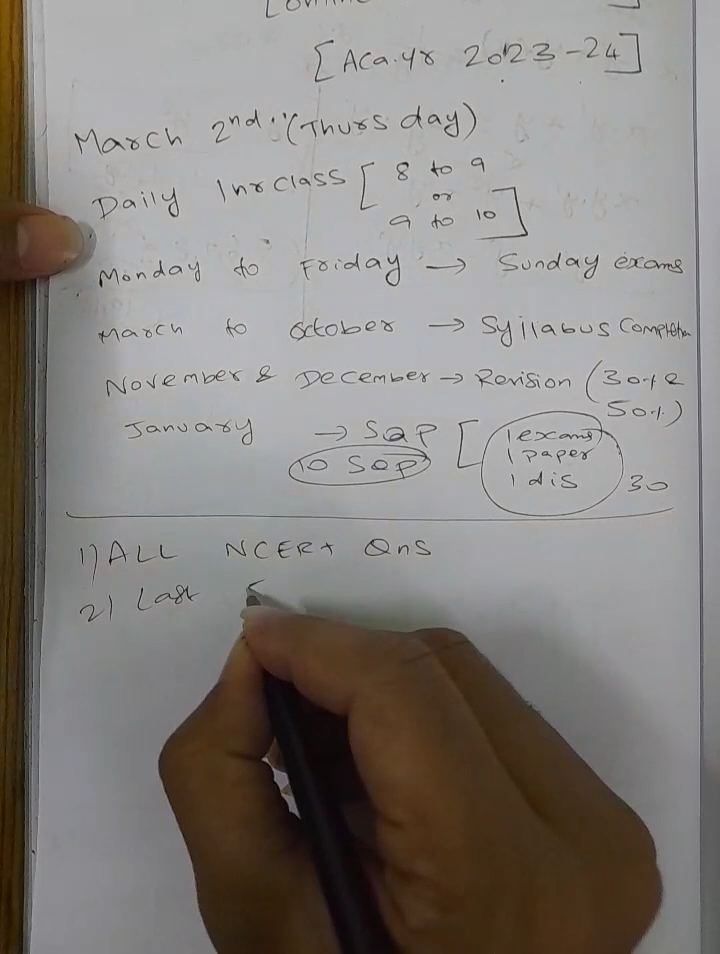 [Aca.yr 2023-24]
March 2nd. (Thursday)
Daily 1hr class [ 8 to 9
or
9 to 10 ]
Monday to Friday → Sunday exams
March to october → Syllabus Completion
November & December → Revision (30% &
50%)
January → SQP [ 1 exams
10 SQP 1 paper
1 dis 30
1) ALL NCERT Qns
2) Last